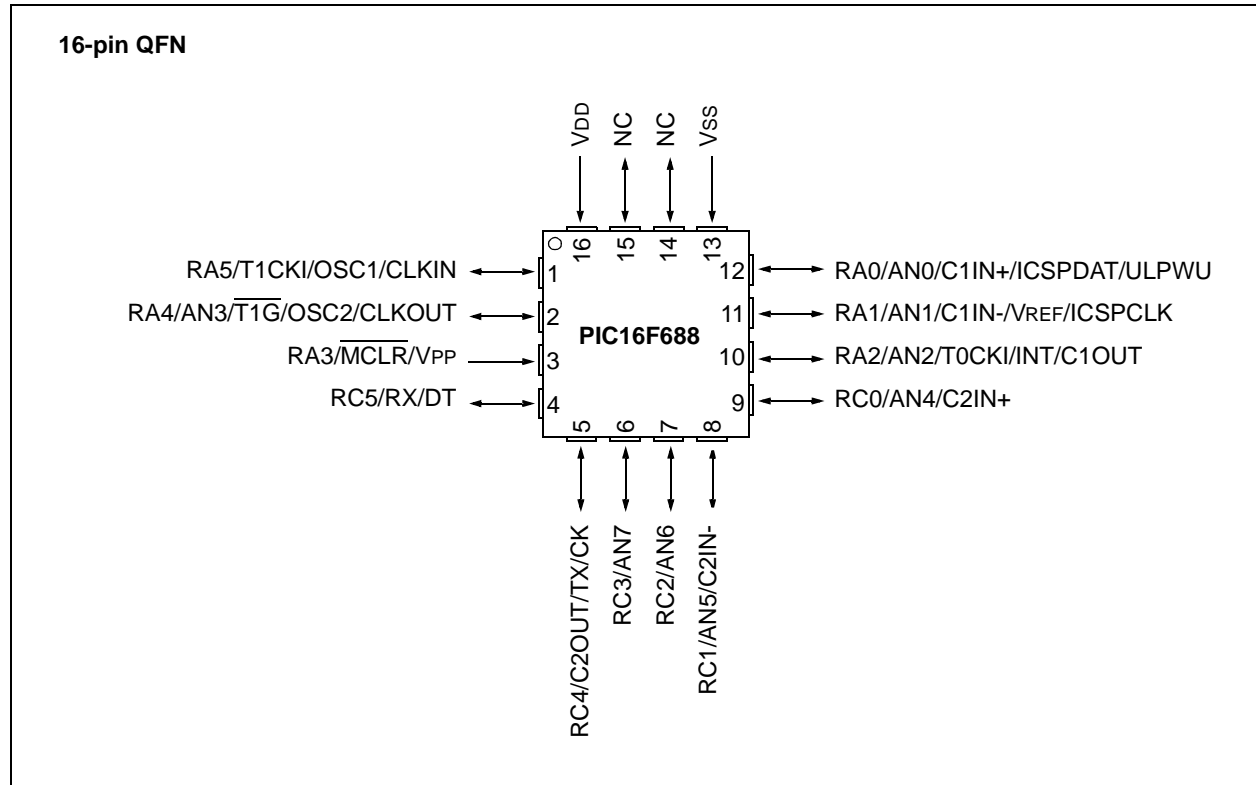 16-pin QFN
VDD
NC
NC
VSS
16
15
14
13
RA5/T1CKI/OSC1/CLKIN
1
12
RA0/AN0/C1IN+/ICSPDAT/ULPWU
RA4/AN3/T1G/OSC2/CLKOUT
2
11
RA1/AN1/C1IN-/VREF/ICSPCLK
PIC16F688
RA3/MCLR/VPP
3
10
RA2/AN2/T0CKI/INT/C1OUT
RC5/RX/DT
4
9
RC0/AN4/C2IN+
5
6
7
8
RC4/C2OUT/TX/CK
RC3/AN7
RC2/AN6
RC1/AN5/C2IN-